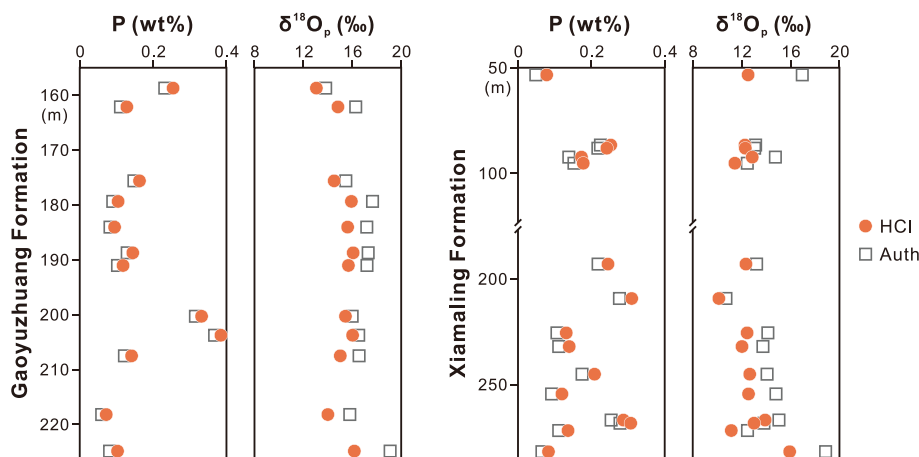 P (wt%) δ¹⁸Oₚ (‰) P (wt%) δ¹⁸Oₚ (‰)
0 0.2 0.4 8 12 16 20 0 0.2 0.4 8 12 16 20
Gaoyuzhuang Formation
160
(m)
170
179
190
200
210
220
Xiamaling Formation
50
(m)
100
200
250
HCl
Auth